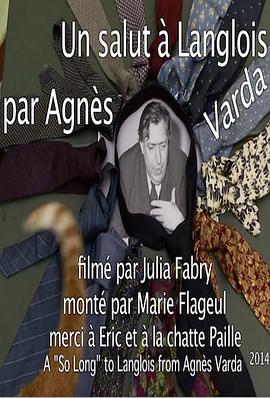 Un salut à Langlois
par Agnès Varda
filmé par Julia Fabry
monté par Marie Flageul
merci à Eric et à la chatte Paille
A "So Long" to Langlois from Agnès Varda 2014